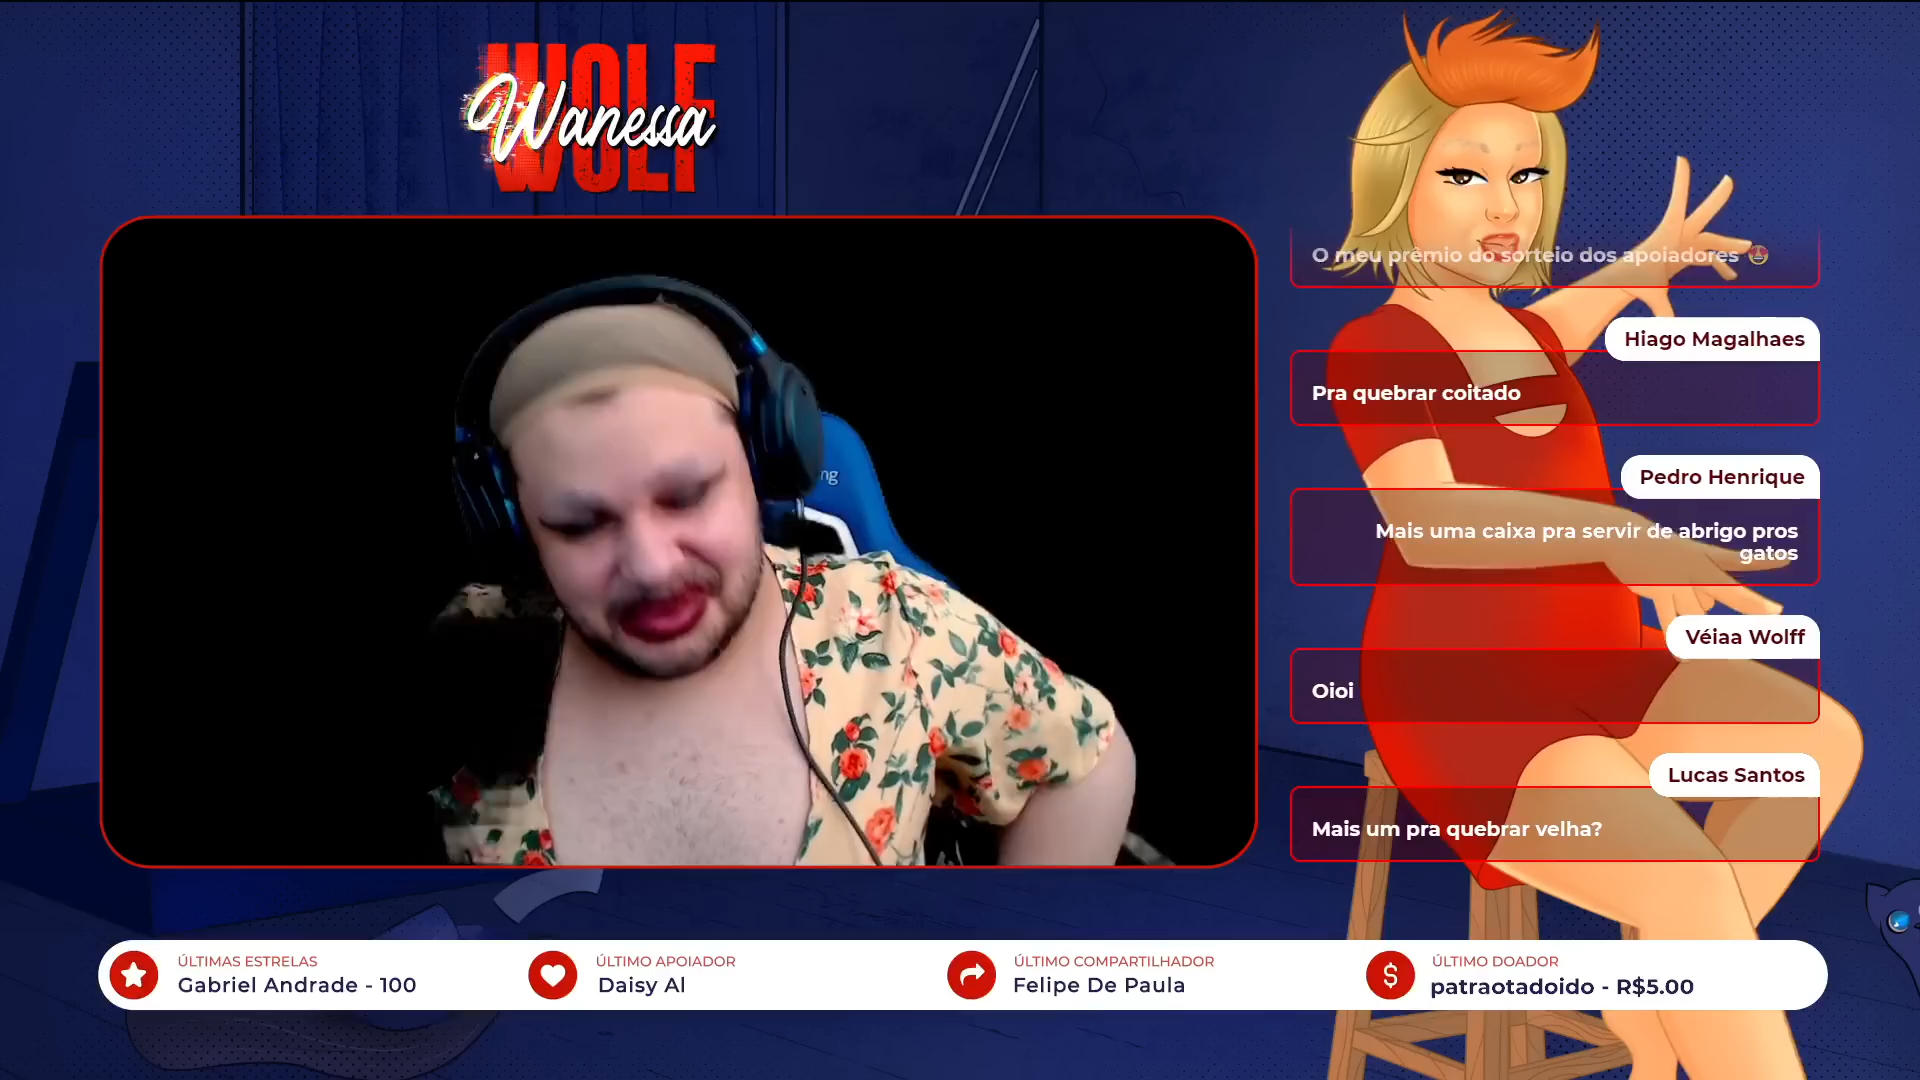 WOLF
Wanessa
ng
O meu prêmio do sorteio dos apoiadores
Hiago Magalhaes
Pra quebrar coitado
Pedro Henrique
Mais uma caixa pra servir de abrigo pros
gatos
Véiaa Wolff
Oioi
Lucas Santos
Mais um pra quebrar velha?
ÚLTIMAS ESTRELAS
Gabriel Andrade - 100
ÚLTIMO APOIADOR
Daisy Al
ÚLTIMO COMPARTILHADOR
Felipe De Paula
ÚLTIMO DOADOR
patraotadoido - R$5.00